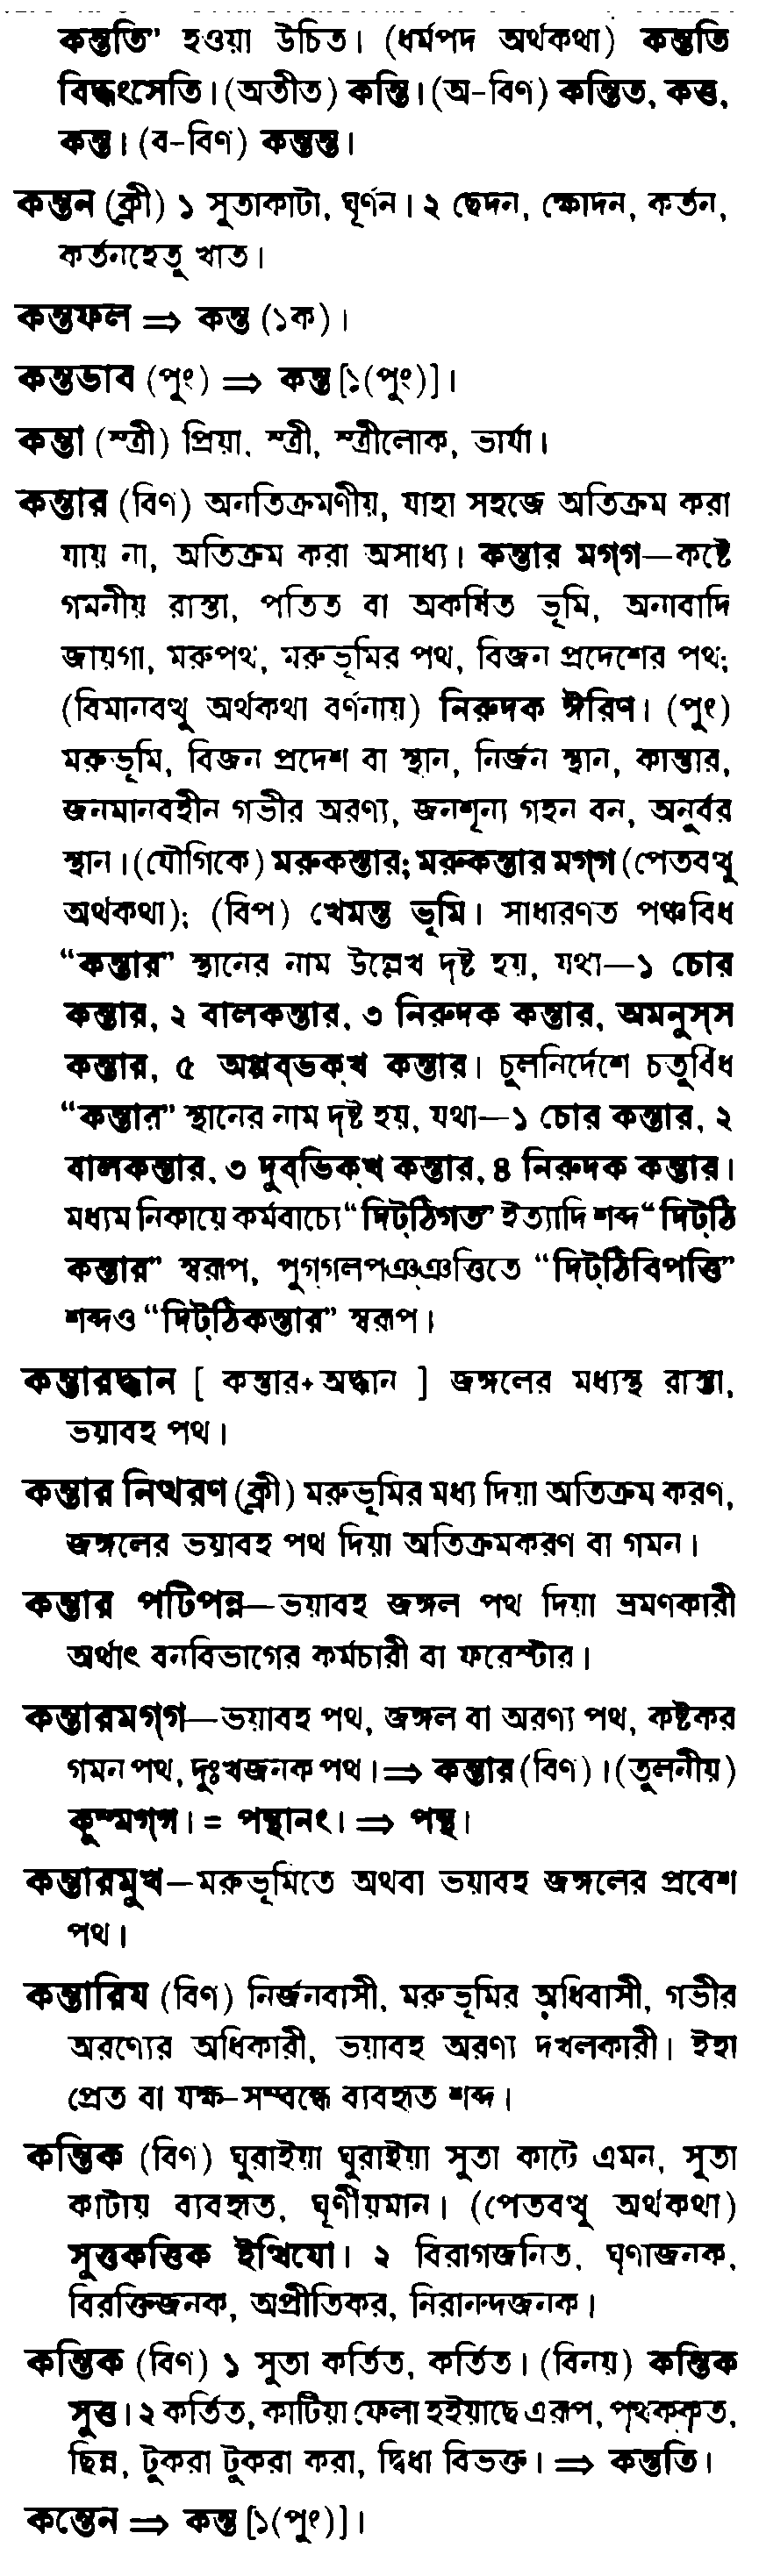 কন্ততি” হওয়া উচিত। (ধর্মপদ অর্থকথা) কন্ততি
বিদ্ধংসেতি। (অতীত) কন্তি। (অ-বিণ) কন্তিত, কত্ত,
কন্ত। (ব-বিণ) কন্তন্ত।
কন্তন (ক্লী) ১ সুতাকাটা, ঘূর্ণন। ২ ছেদন, ক্ষোদন, কর্তন,
কর্তনহেতু খাত।
কন্তফল ⇒ কন্ত (১ক)।
কন্তভাব (পুং) ⇒ কন্ত [১(পুং)]।
কন্তা (স্ত্রী) প্রিয়া, স্ত্রী, স্ত্রীলোক, ভার্যা।
কন্তার (বিণ) অনতিক্রমণীয়, যাহা সহজে অতিক্রম করা
যায় না, অতিক্রম করা অসাধ্য। কন্তার মগ্গ—কষ্টে
গমনীয় রাস্তা, পতিত বা অকর্ষিত ভূমি, অনাবাদি
জায়গা, মরুপথ, মরুভূমির পথ, বিজন প্রদেশের পথ;
(বিমানবত্থু অর্থকথা বর্ণনায়) নিরুদক ঈরিণ। (পুং)
মরুভূমি, বিজন প্রদেশ বা স্থান, নির্জন স্থান, কান্তার,
জনমানবহীন গভীর অরণ্য, জনশূন্য গহন বন, অনুর্বর
স্থান। (যৌগিকে) মরুকন্তার; মরুকন্তার মগ্গ (পেতবত্থু
অর্থকথা); (বিপ) খেমন্ত ভূমি। সাধারণত পঞ্চবিধ
“কন্তার” স্থানের নাম উল্লেখ দৃষ্ট হয়, যথা—১ চোর
কন্তার, ২ বালকন্তার, ৩ নিরুদক কন্তার, অমনুস্স
কন্তার, ৫ অপ্পব্ভক্খ কন্তার। চূলনির্দেশে চতুর্বিধ
“কন্তার” স্থানের নাম দৃষ্ট হয়, যথা—১ চোর কন্তার, ২
বালকন্তার, ৩ দুব্ভিক্খ কন্তার, ৪ নিরুদক কন্তার।
মধ্যম নিকায়ে কর্মবাচ্যে “দিট্ঠিগত” ইত্যাদি শব্দ “দিট্ঠি
কন্তার” স্বরূপ, পুগ্গলপঞ্ঞত্তিতে “দিট্ঠিবিপত্তি”
শব্দও “দিট্ঠিকন্তার” স্বরূপ।
কন্তারদ্ধান [ কন্তার+অদ্ধান ] জঙ্গলের মধ্যস্থ রাস্তা,
ভয়াবহ পথ।
কন্তার নিত্থরণ (ক্লী) মরুভূমির মধ্য দিয়া অতিক্রম করণ,
জঙ্গলের ভয়াবহ পথ দিয়া অতিক্রমকরণ বা গমন।
কন্তার পটিপন্ন—ভয়াবহ জঙ্গল পথ দিয়া ভ্রমণকারী
অর্থাৎ বনবিভাগের কর্মচারী বা ফরেস্টার।
কন্তারমগ্গ—ভয়াবহ পথ, জঙ্গল বা অরণ্য পথ, কষ্টকর
গমন পথ, দুঃখজনক পথ। ⇒ কন্তার (বিণ)। (তুলনীয়)
কুম্মগ্গ। = পন্থানং। ⇒ পন্থ।
কন্তারমুখ—মরুভূমিতে অথবা ভয়াবহ জঙ্গলের প্রবেশ
পথ।
কন্তারিয (বিণ) নির্জনবাসী, মরুভূমির অধিবাসী, গভীর
অরণ্যের অধিকারী, ভয়াবহ অরণ্য দখলকারী। ইহা
প্রেত বা যক্ষ-সম্বন্ধে ব্যবহৃত শব্দ।
কন্তিক (বিণ) ঘুরাইয়া ঘুরাইয়া সুতা কাটে এমন, সুতা
কাটায় ব্যবহৃত, ঘূর্ণীয়মান। (পেতবত্থু অর্থকথা)
সুত্তকত্তিক ইত্থিযো। ২ বিরাগজনিত, ঘৃণাজনক,
বিরক্তিজনক, অপ্রীতিকর, নিরানন্দজনক।
কন্তিক (বিণ) ১ সুতা কর্তিত, কর্তিত। (বিনয়) কন্তিক
সুত্ত। ২ কর্তিত, কাটিয়া ফেলা হইয়াছে এরূপ, পৃথককৃত,
ছিন্ন, টুকরা টুকরা করা, দ্বিধা বিভক্ত। ⇒ কন্ততি।
কন্তেন ⇒ কন্ত [১(পুং)]।